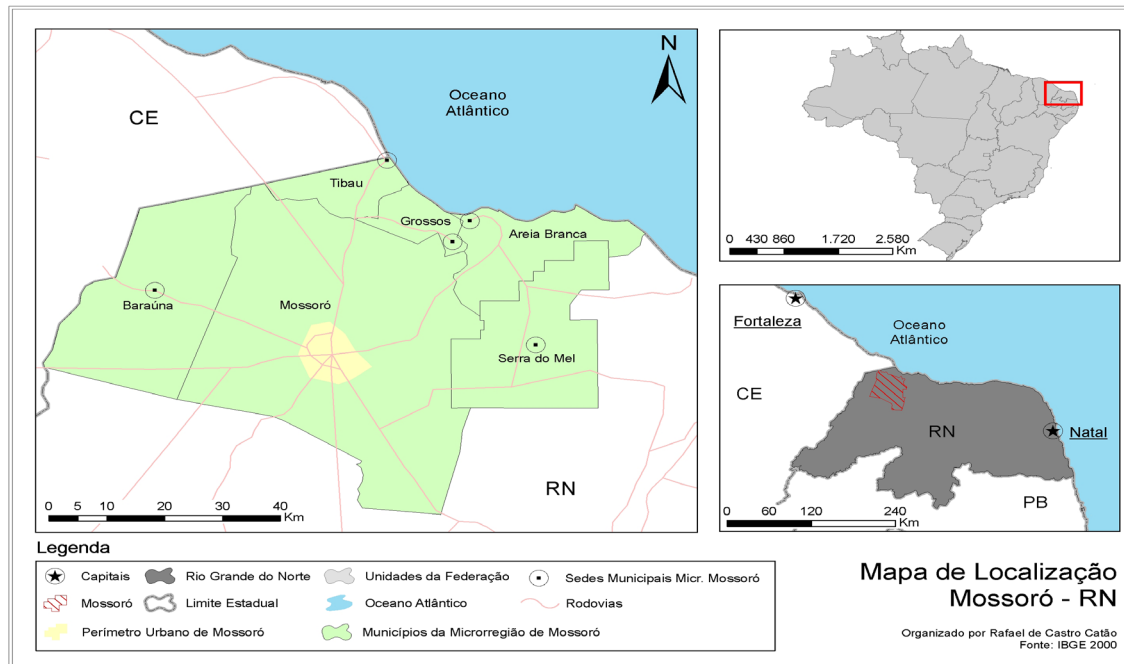 N
Oceano
Atlântico
CE
Tibau
Grossos
Areia Branca
Baraúna
Mossoró
Serra do Mel
RN
0 5 10 20 30 40
Km
0 430 860 1.720 2.580
Km
Fortaleza
Oceano
Atlântico
CE
RN
Natal
PB
0 60 120 240
Km
Legenda
Capitais
Rio Grande do Norte
Unidades da Federação
Sedes Municipais Micr. Mossoró
Mossoró
Limite Estadual
Oceano Atlântico
Rodovias
Perímetro Urbano de Mossoró
Municípios da Microrregião de Mossoró
Mapa de Localização
Mossoró - RN
Organizado por Rafael de Castro Catão
Fonte: IBGE 2000